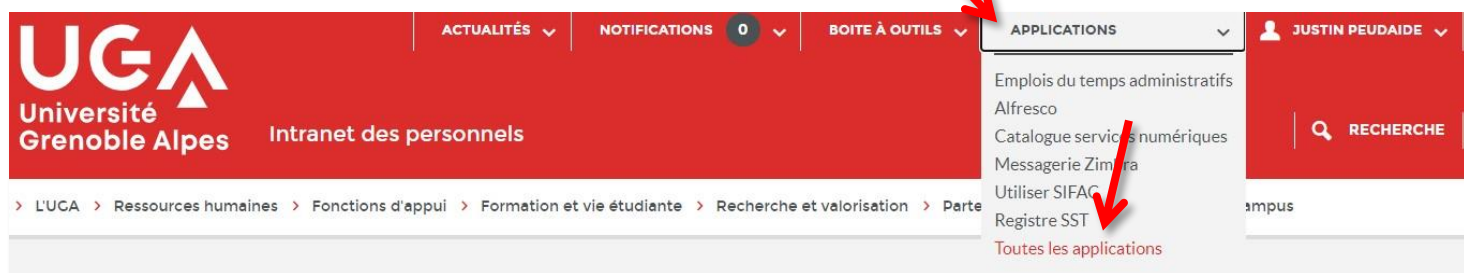 UGA
Université
Grenoble Alpes
Intranet des personnels
ACTUALITÉS
NOTIFICATIONS 0
BOITE À OUTILS
APPLICATIONS
JUSTIN PEUDAIDE
Emplois du temps administratifs
Alfresco
Catalogue services numériques
Messagerie Zimbra
Utiliser SIFAC
Registre SST
Toutes les applications
RECHERCHE
> L'UGA > Ressources humaines > Fonctions d'appui > Formation et vie étudiante > Recherche et valorisation >